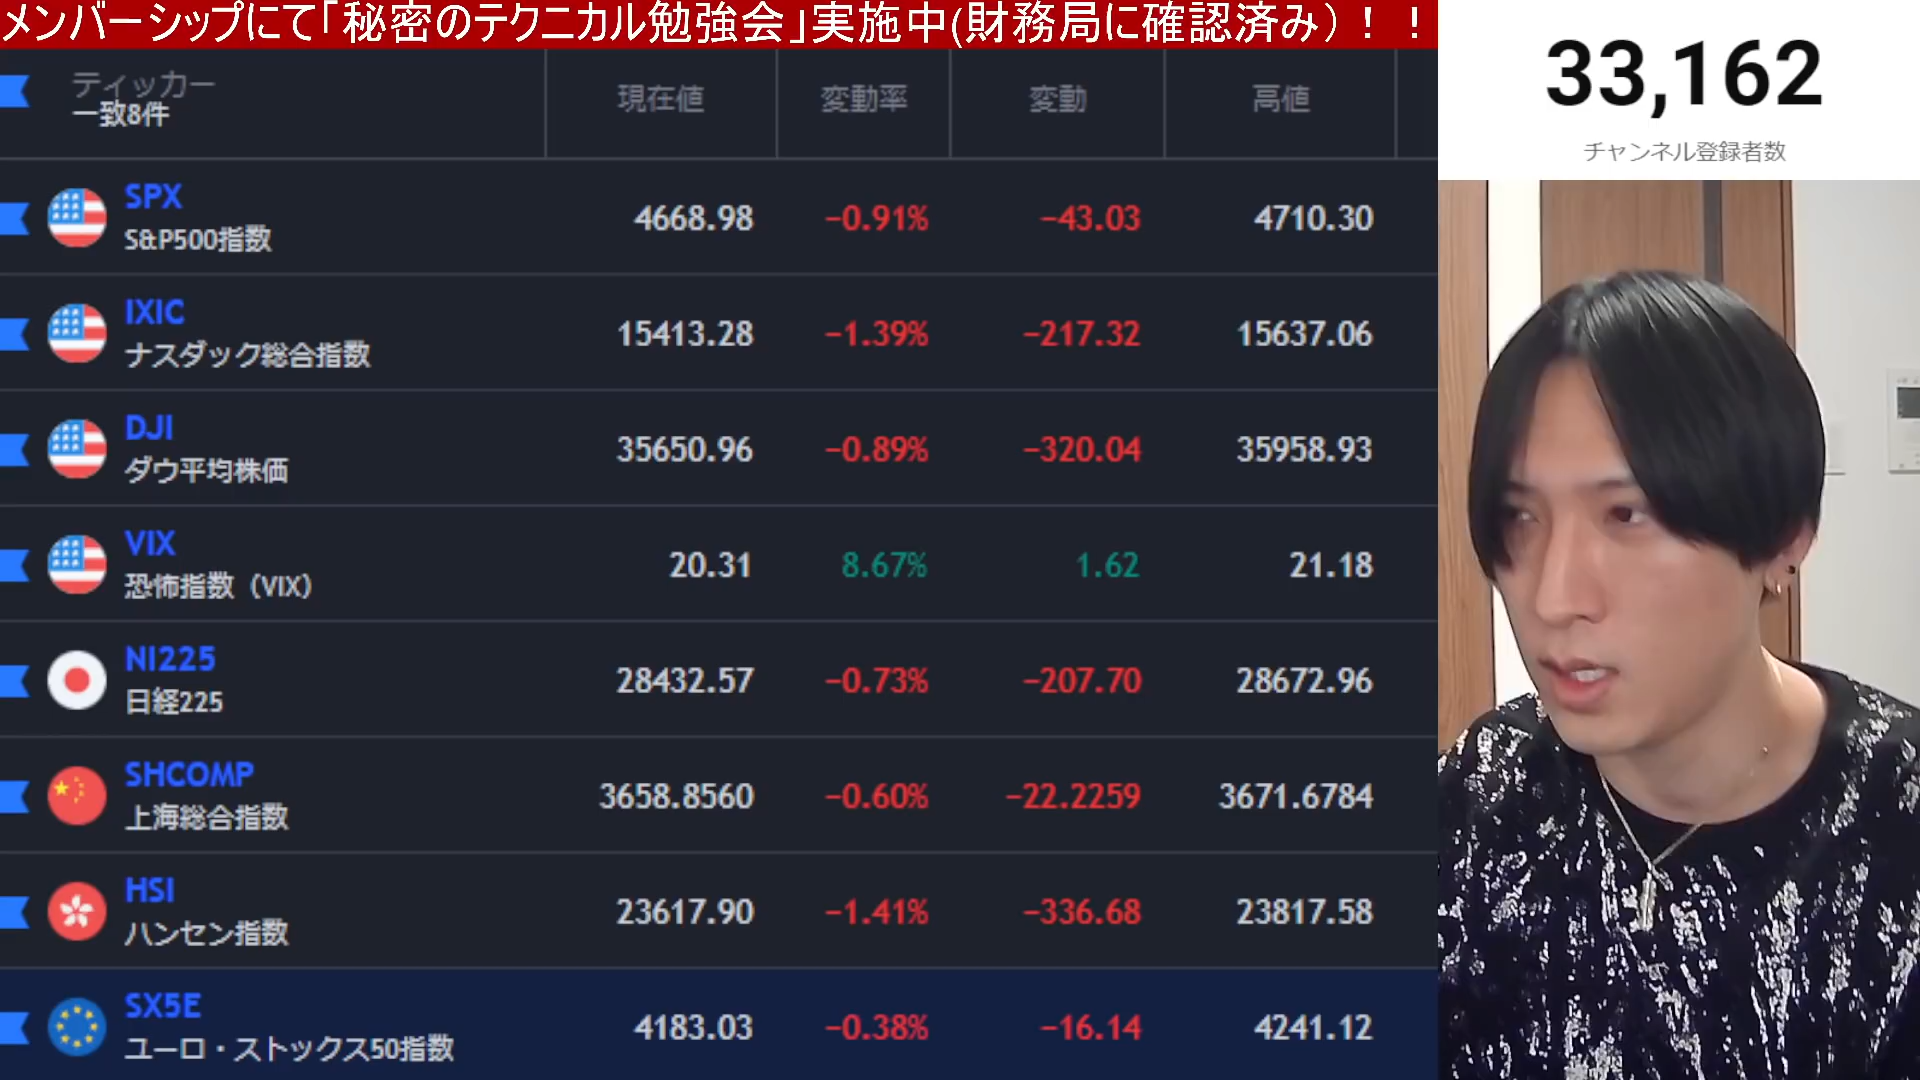 メンバーシップにて「秘密のテクニカル勉強会」実施中(財務局に確認済み）！！
33,162
チャンネル登録者数
ティッカー 現在値 変動率 変動 高値
一致8件
SPX
S&P500指数
4668.98 −0.91% −43.03 4710.30
IXIC
ナスダック総合指数
15413.28 −1.39% −217.32 15637.06
DJI
ダウ平均株価
35650.96 −0.89% −320.04 35958.93
VIX
恐怖指数（VIX）
20.31 8.67% 1.62 21.18
NI225
日経225
28432.57 −0.73% −207.70 28672.96
SHCOMP
上海総合指数
3658.8560 −0.60% −22.2259 3671.6784
HSI
ハンセン指数
23617.90 −1.41% −336.68 23817.58
SX5E
ユーロ・ストックス50指数
4183.03 −0.38% −16.14 4241.12